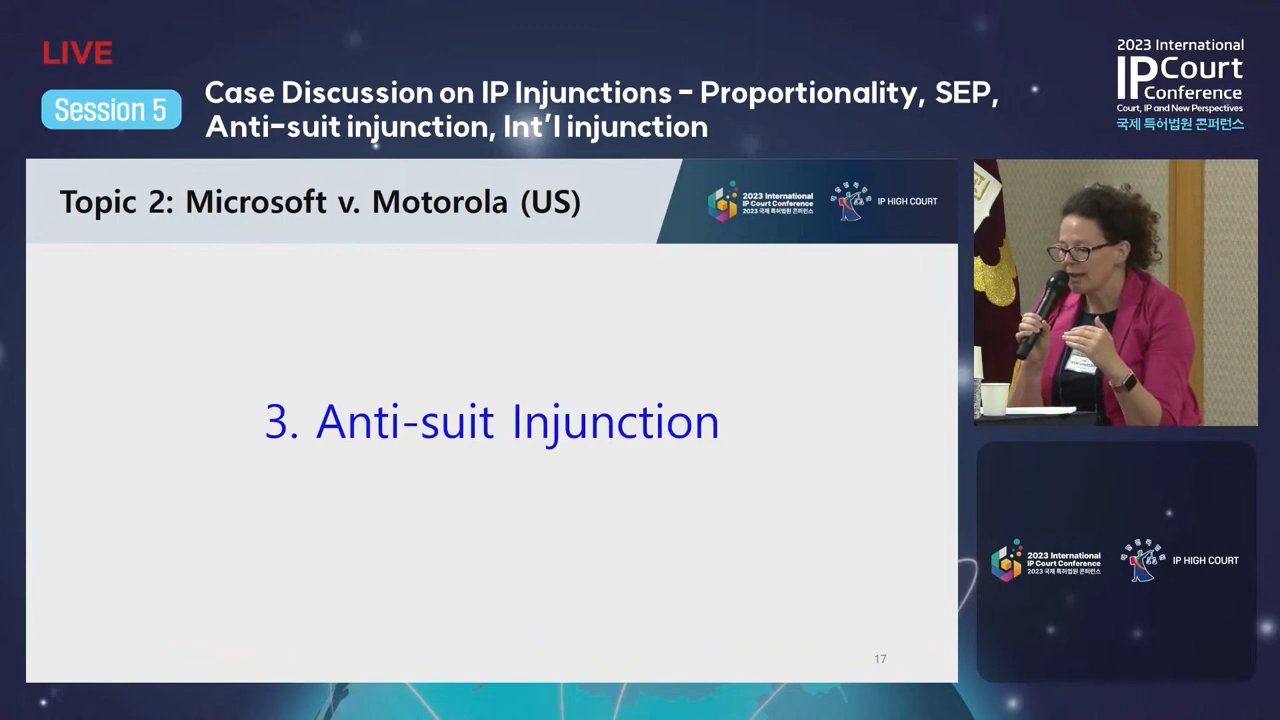 LIVE
Session 5
Case Discussion on IP Injunctions - Proportionality, SEP,
Anti-suit injunction, Int'l injunction
2023 International
IP Court
Conference
Court, IP and New Perspectives
국제 특허법원 콘퍼런스
Topic 2: Microsoft v. Motorola (US)
2023 International
IP Court Conference
2023 국제 특허법원 콘퍼런스
IP HIGH COURT
3. Anti-suit Injunction
17
2023 International
IP Court Conference
2023 국제 특허법원 콘퍼런스
IP HIGH COURT